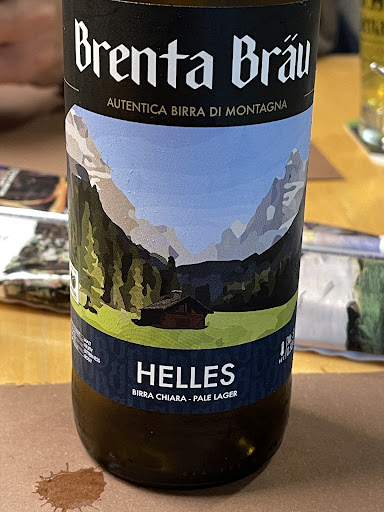 Brenta Bräu
AUTENTICA BIRRA DI MONTAGNA
HELLES
BIRRA CHIARA - PALE LAGER